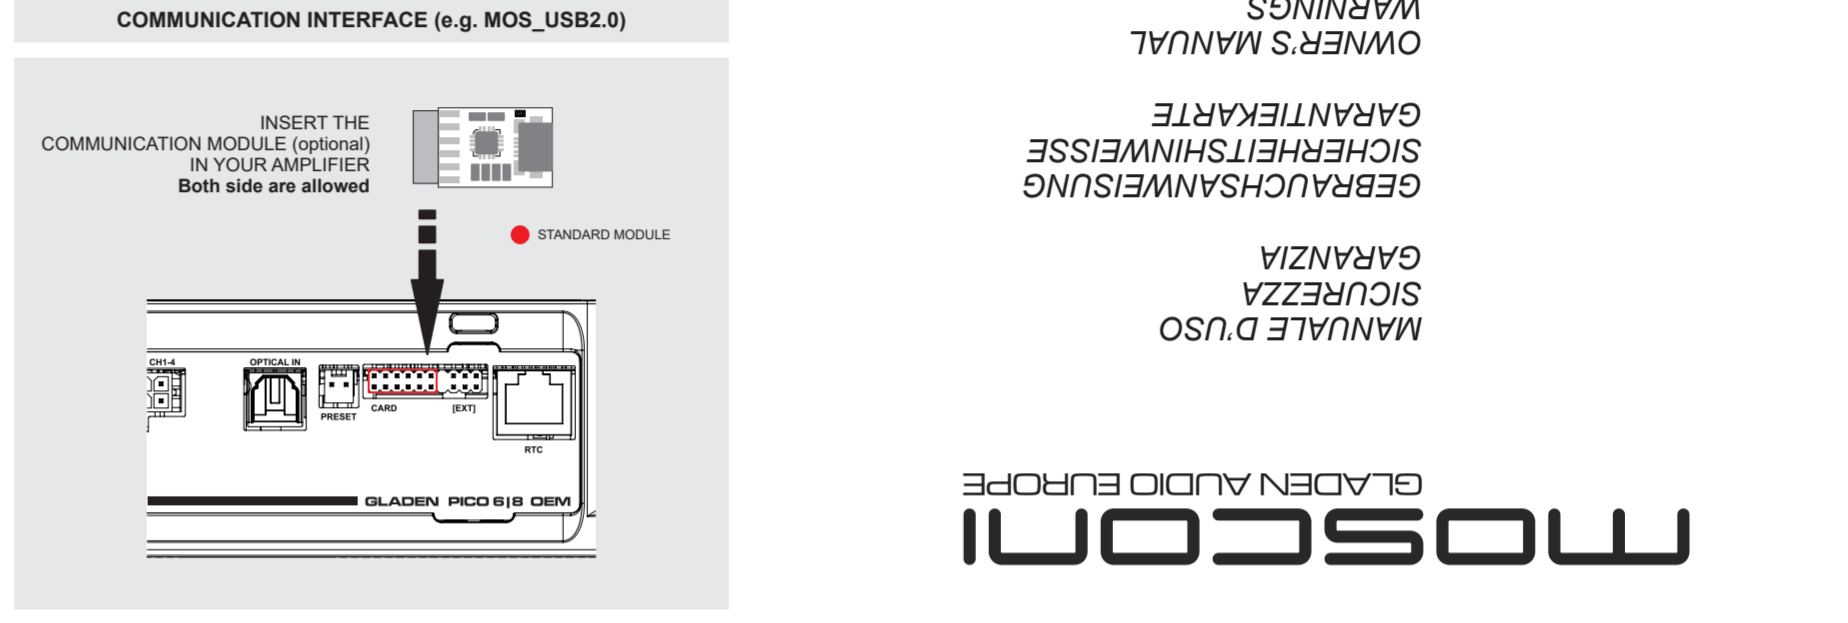 COMMUNICATION INTERFACE (e.g. MOS_USB2.0)
INSERT THE
COMMUNICATION MODULE (optional)
IN YOUR AMPLIFIER
Both side are allowed
STANDARD MODULE
CH1-4
OPTICAL IN
PRESET
CARD
[EXT]
RTC
GLADEN PICO 6|8 OEM
mosconi
GLADEN AUDIO EUROPE
MANUALE D'USO
SICUREZZA
GARANZIA
GEBRAUCHSANWEISUNG
SICHERHEITSHINWEISSE
GARANTIEKARTE
OWNER'S MANUAL
WARNINGS